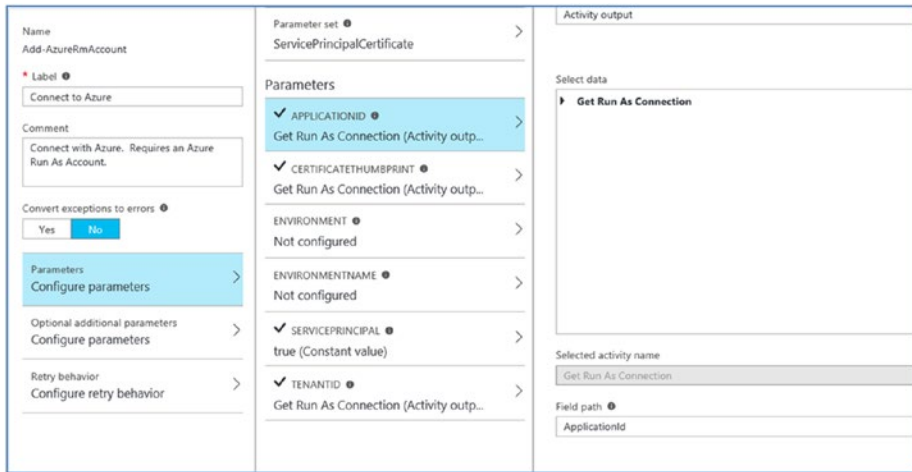 Name
Add-AzureRmAccount
* Label
Connect to Azure
Comment
Connect with Azure. Requires an Azure
Run As Account.
Convert exceptions to errors
Yes No
Parameters
Configure parameters
Optional additional parameters
Configure parameters
Retry behavior
Configure retry behavior
Parameter set
ServicePrincipalCertificate
Parameters
APPLICATIONID
Get Run As Connection (Activity outp...
CERTIFICATETHUMBPRINT
Get Run As Connection (Activity outp...
ENVIRONMENT
Not configured
ENVIRONMENTNAME
Not configured
SERVICEPRINCIPAL
true (Constant value)
TENANTID
Get Run As Connection (Activity outp...
Activity output
Select data
Get Run As Connection
Selected activity name
Get Run As Connection
Field path
ApplicationId